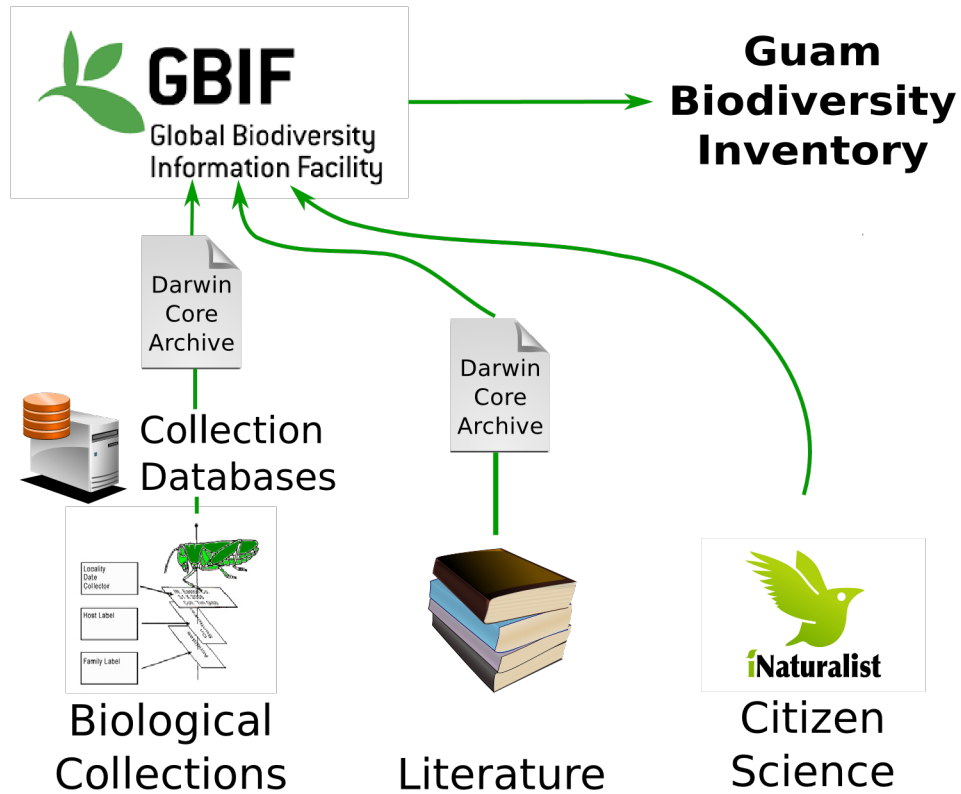 GBIF
Global Biodiversity
Information Facility
Guam
Biodiversity
Inventory
Darwin
Core
Archive
Darwin
Core
Archive
Collection
Databases
Locality
Date
Collector
Host Label
Family Label
iNaturalist
Biological
Collections
Literature
Citizen
Science